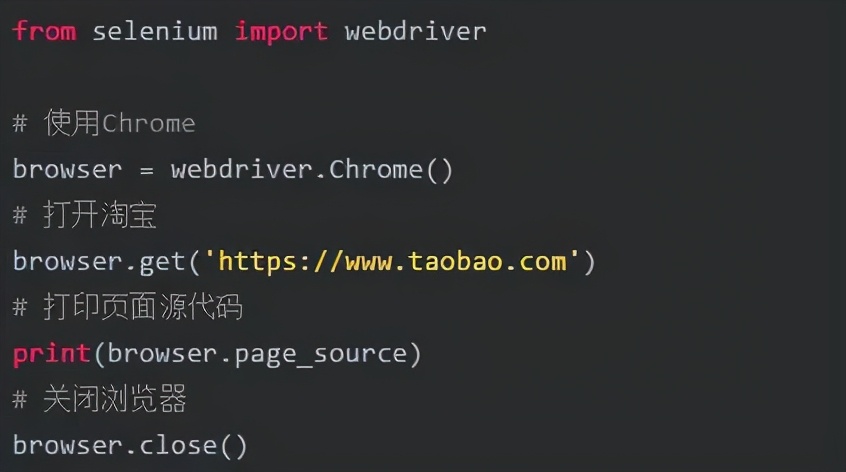 from selenium import webdriver
# 使用Chrome
browser = webdriver.Chrome()
# 打开淘宝
browser.get('https://www.taobao.com')
# 打印页面源代码
print(browser.page_source)
# 关闭浏览器
browser.close()